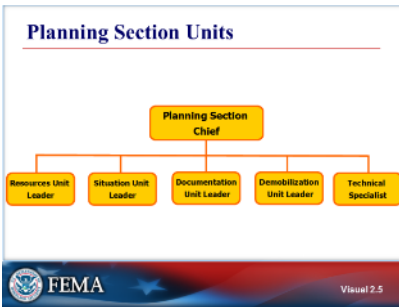 Planning Section Units
Planning Section
Chief
Resources Unit
Leader
Situation Unit
Leader
Documentation
Unit Leader
Demobilization
Unit Leader
Technical
Specialist
FEMA
Visual 2.5